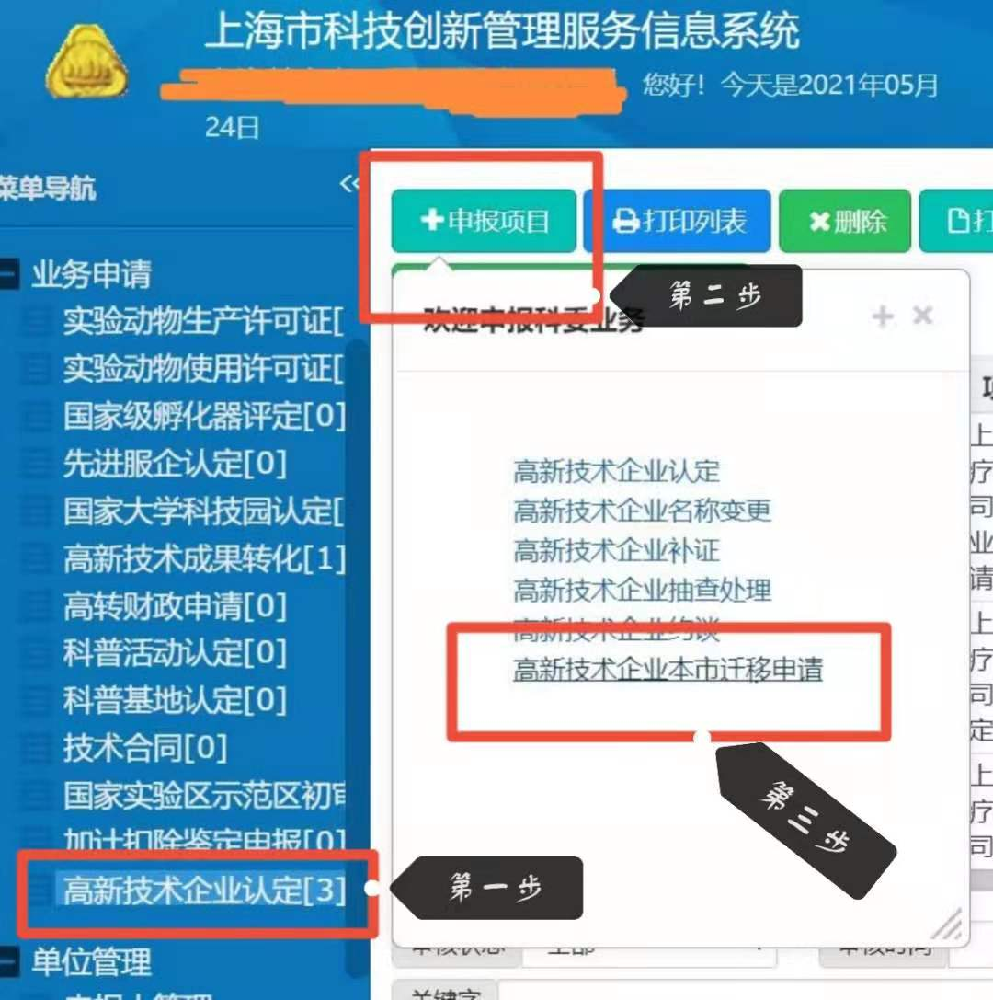 上海市科技创新管理服务信息系统
您好！今天是2021年05月
24日
菜单导航
申报项目
打印列表
删除
业务申请
第二步
实验动物生产许可证[
欢迎申报科委业务
实验动物使用许可证[
国家级孵化器评定[0]
先进服企认定[0]
高新技术企业认定
国家大学科技园认定[
高新技术企业名称变更
高新技术成果转化[1]
高新技术企业补证
高转财政申请[0]
高新技术企业抽查处理
科普活动认定[0]
高新技术企业约谈
高新技术企业本市迁移申请
科普基地认定[0]
技术合同[0]
国家实验区示范区初审
第三步
加计扣除鉴定申报[0]
高新技术企业认定[3]
第一步
单位管理
审核状态
全部
审核时间
关键字